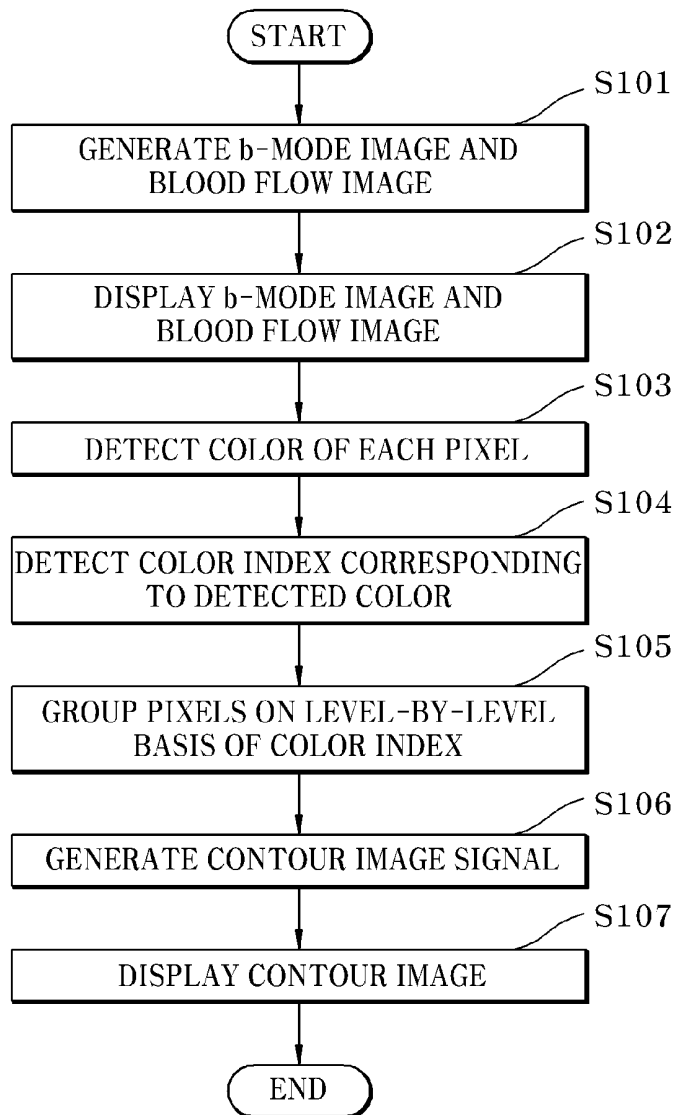 START
S101
GENERATE b-MODE IMAGE AND
BLOOD FLOW IMAGE
S102
DISPLAY b-MODE IMAGE AND
BLOOD FLOW IMAGE
S103
DETECT COLOR OF EACH PIXEL
S104
DETECT COLOR INDEX CORRESPONDING
TO DETECTED COLOR
S105
GROUP PIXELS ON LEVEL-BY-LEVEL
BASIS OF COLOR INDEX
S106
GENERATE CONTOUR IMAGE SIGNAL
S107
DISPLAY CONTOUR IMAGE
END